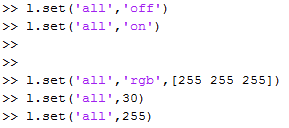 >> l.set('all','off')
>> l.set('all','on')
>>
>>
>> l.set('all','rgb',[255 255 255])
>> l.set('all',30)
>> l.set('all',255)